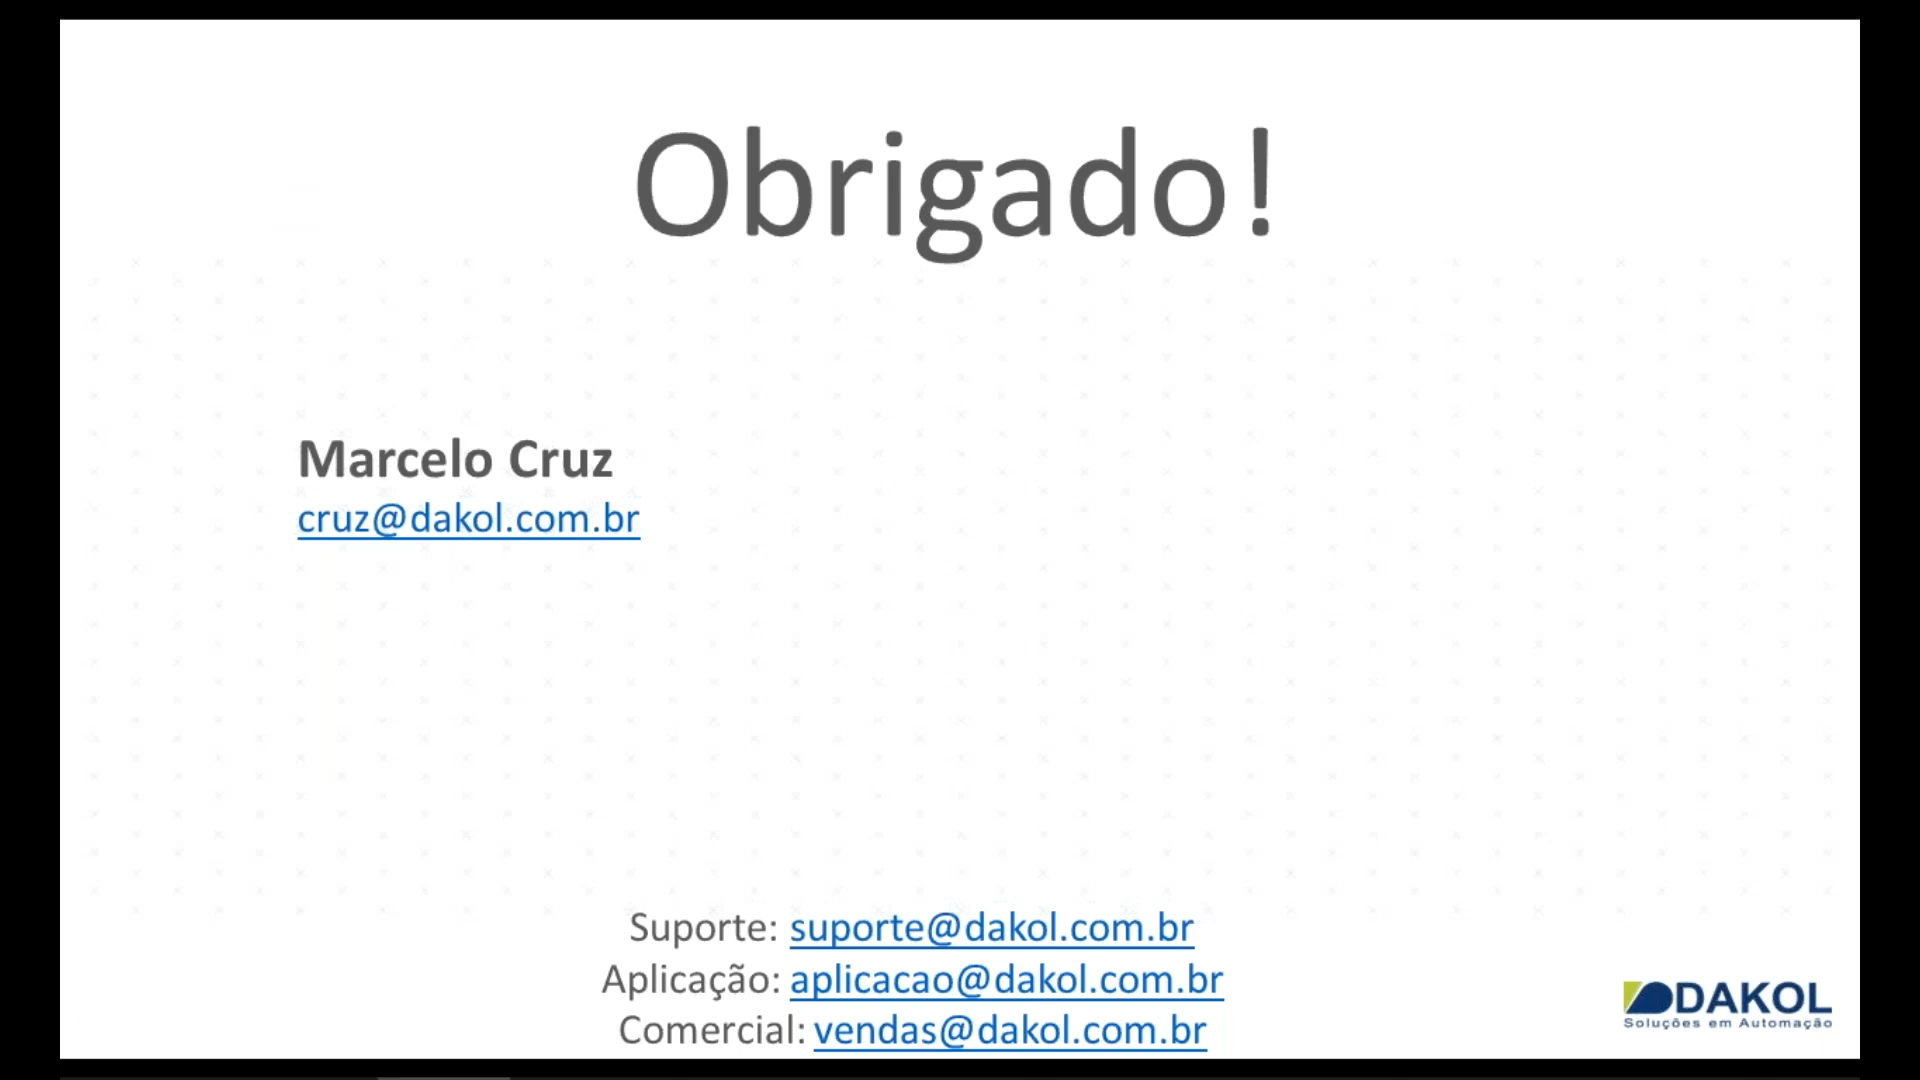 Obrigado!
Marcelo Cruz
cruz@dakol.com.br
Suporte: suporte@dakol.com.br
Aplicação: aplicacao@dakol.com.br
Comercial: vendas@dakol.com.br
DAKOL
Soluções em Automação